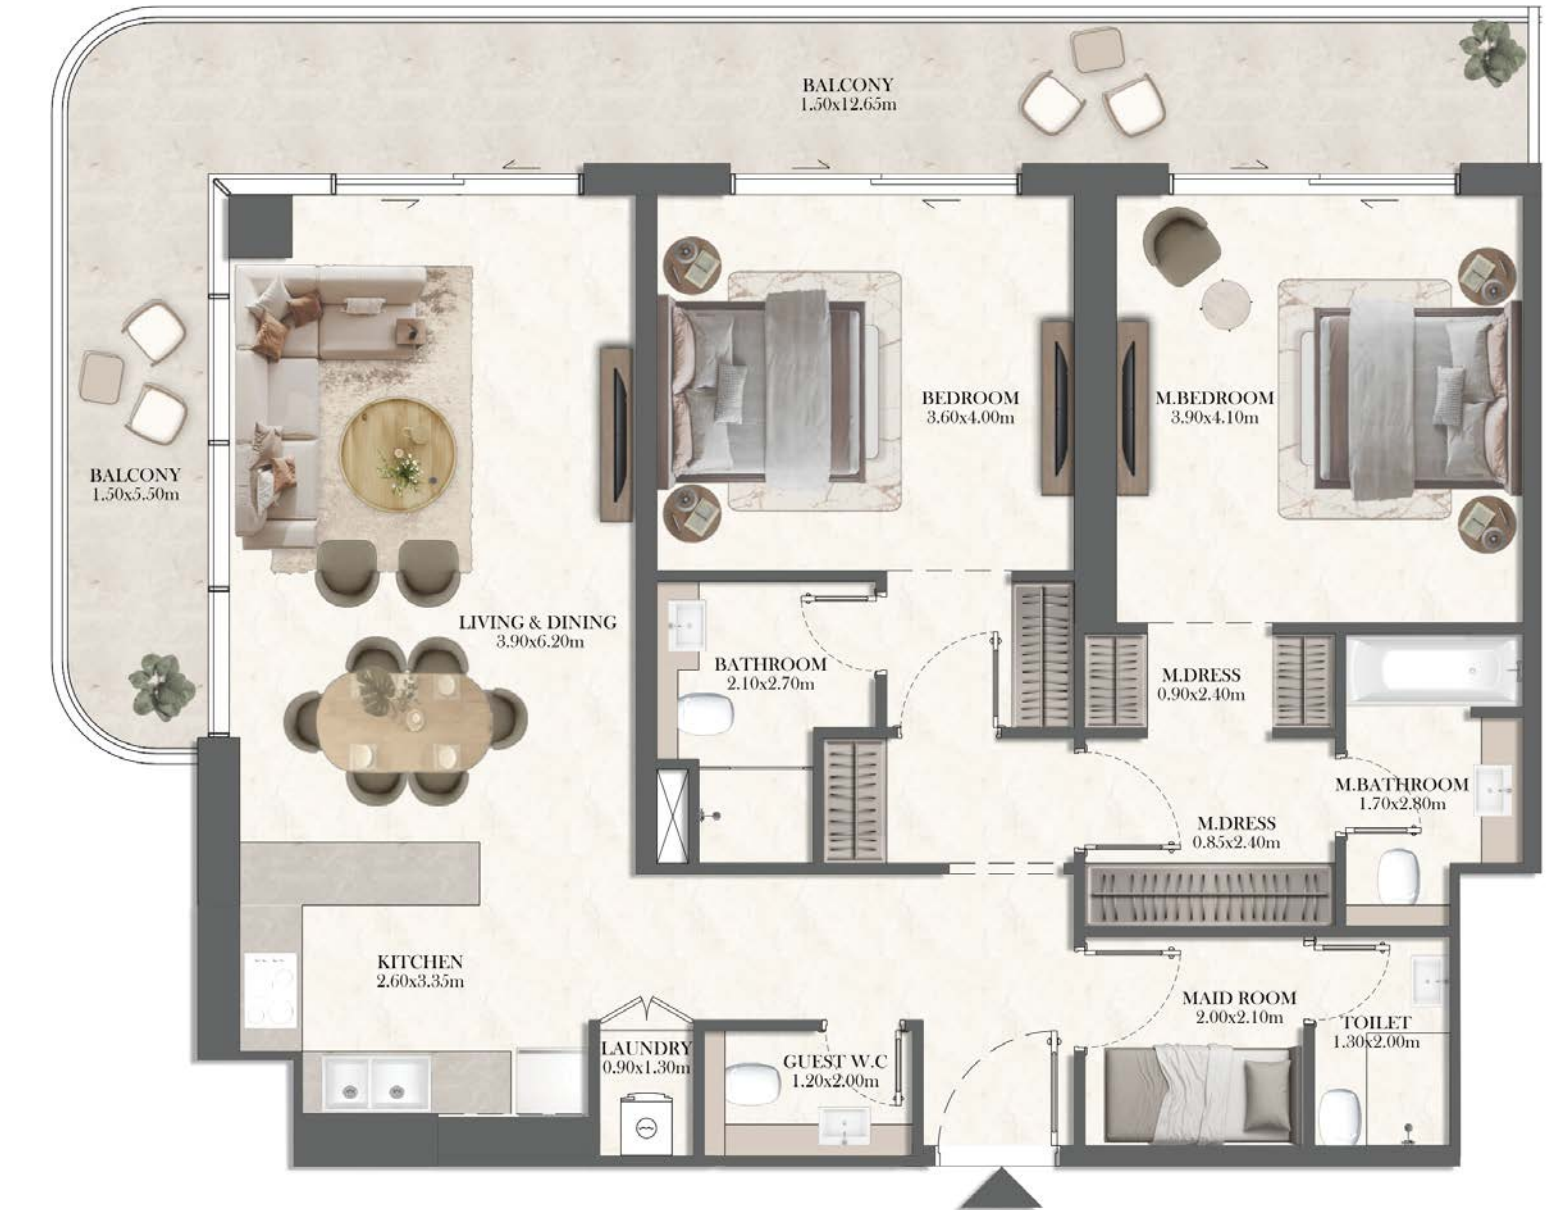 BALCONY
1.50x12.65m
BEDROOM
3.60x4.00m
M.BEDROOM
3.90x4.10m
BALCONY
1.50x5.50m
LIVING & DINING
3.90x6.20m
BATHROOM
2.10x2.70m
M.DRESS
0.90x2.40m
M.BATHROOM
1.70x2.80m
M.DRESS
0.85x2.40m
KITCHEN
2.60x3.35m
MAID ROOM
2.00x2.10m
TOILET
1.30x2.00m
LAUNDRY
0.90x1.30m
GUEST W.C
1.20x2.00m